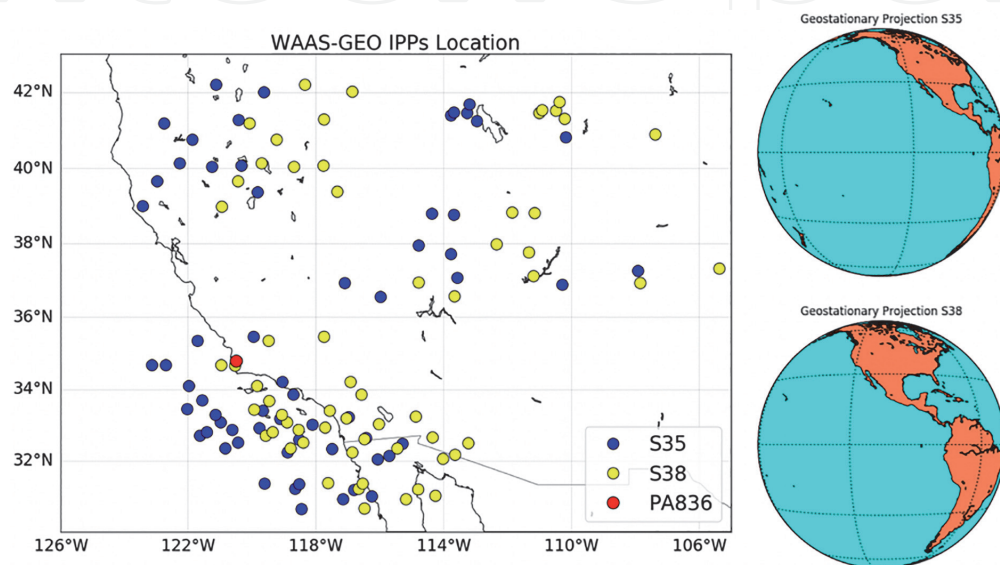 Geostationary Projection S35
WAAS-GEO IPPs Location
42°N
40°N
38°N
36°N
34°N
32°N
126°W
122°W
118°W
114°W
110°W
106°W
S35
S38
PA836
Geostationary Projection S38